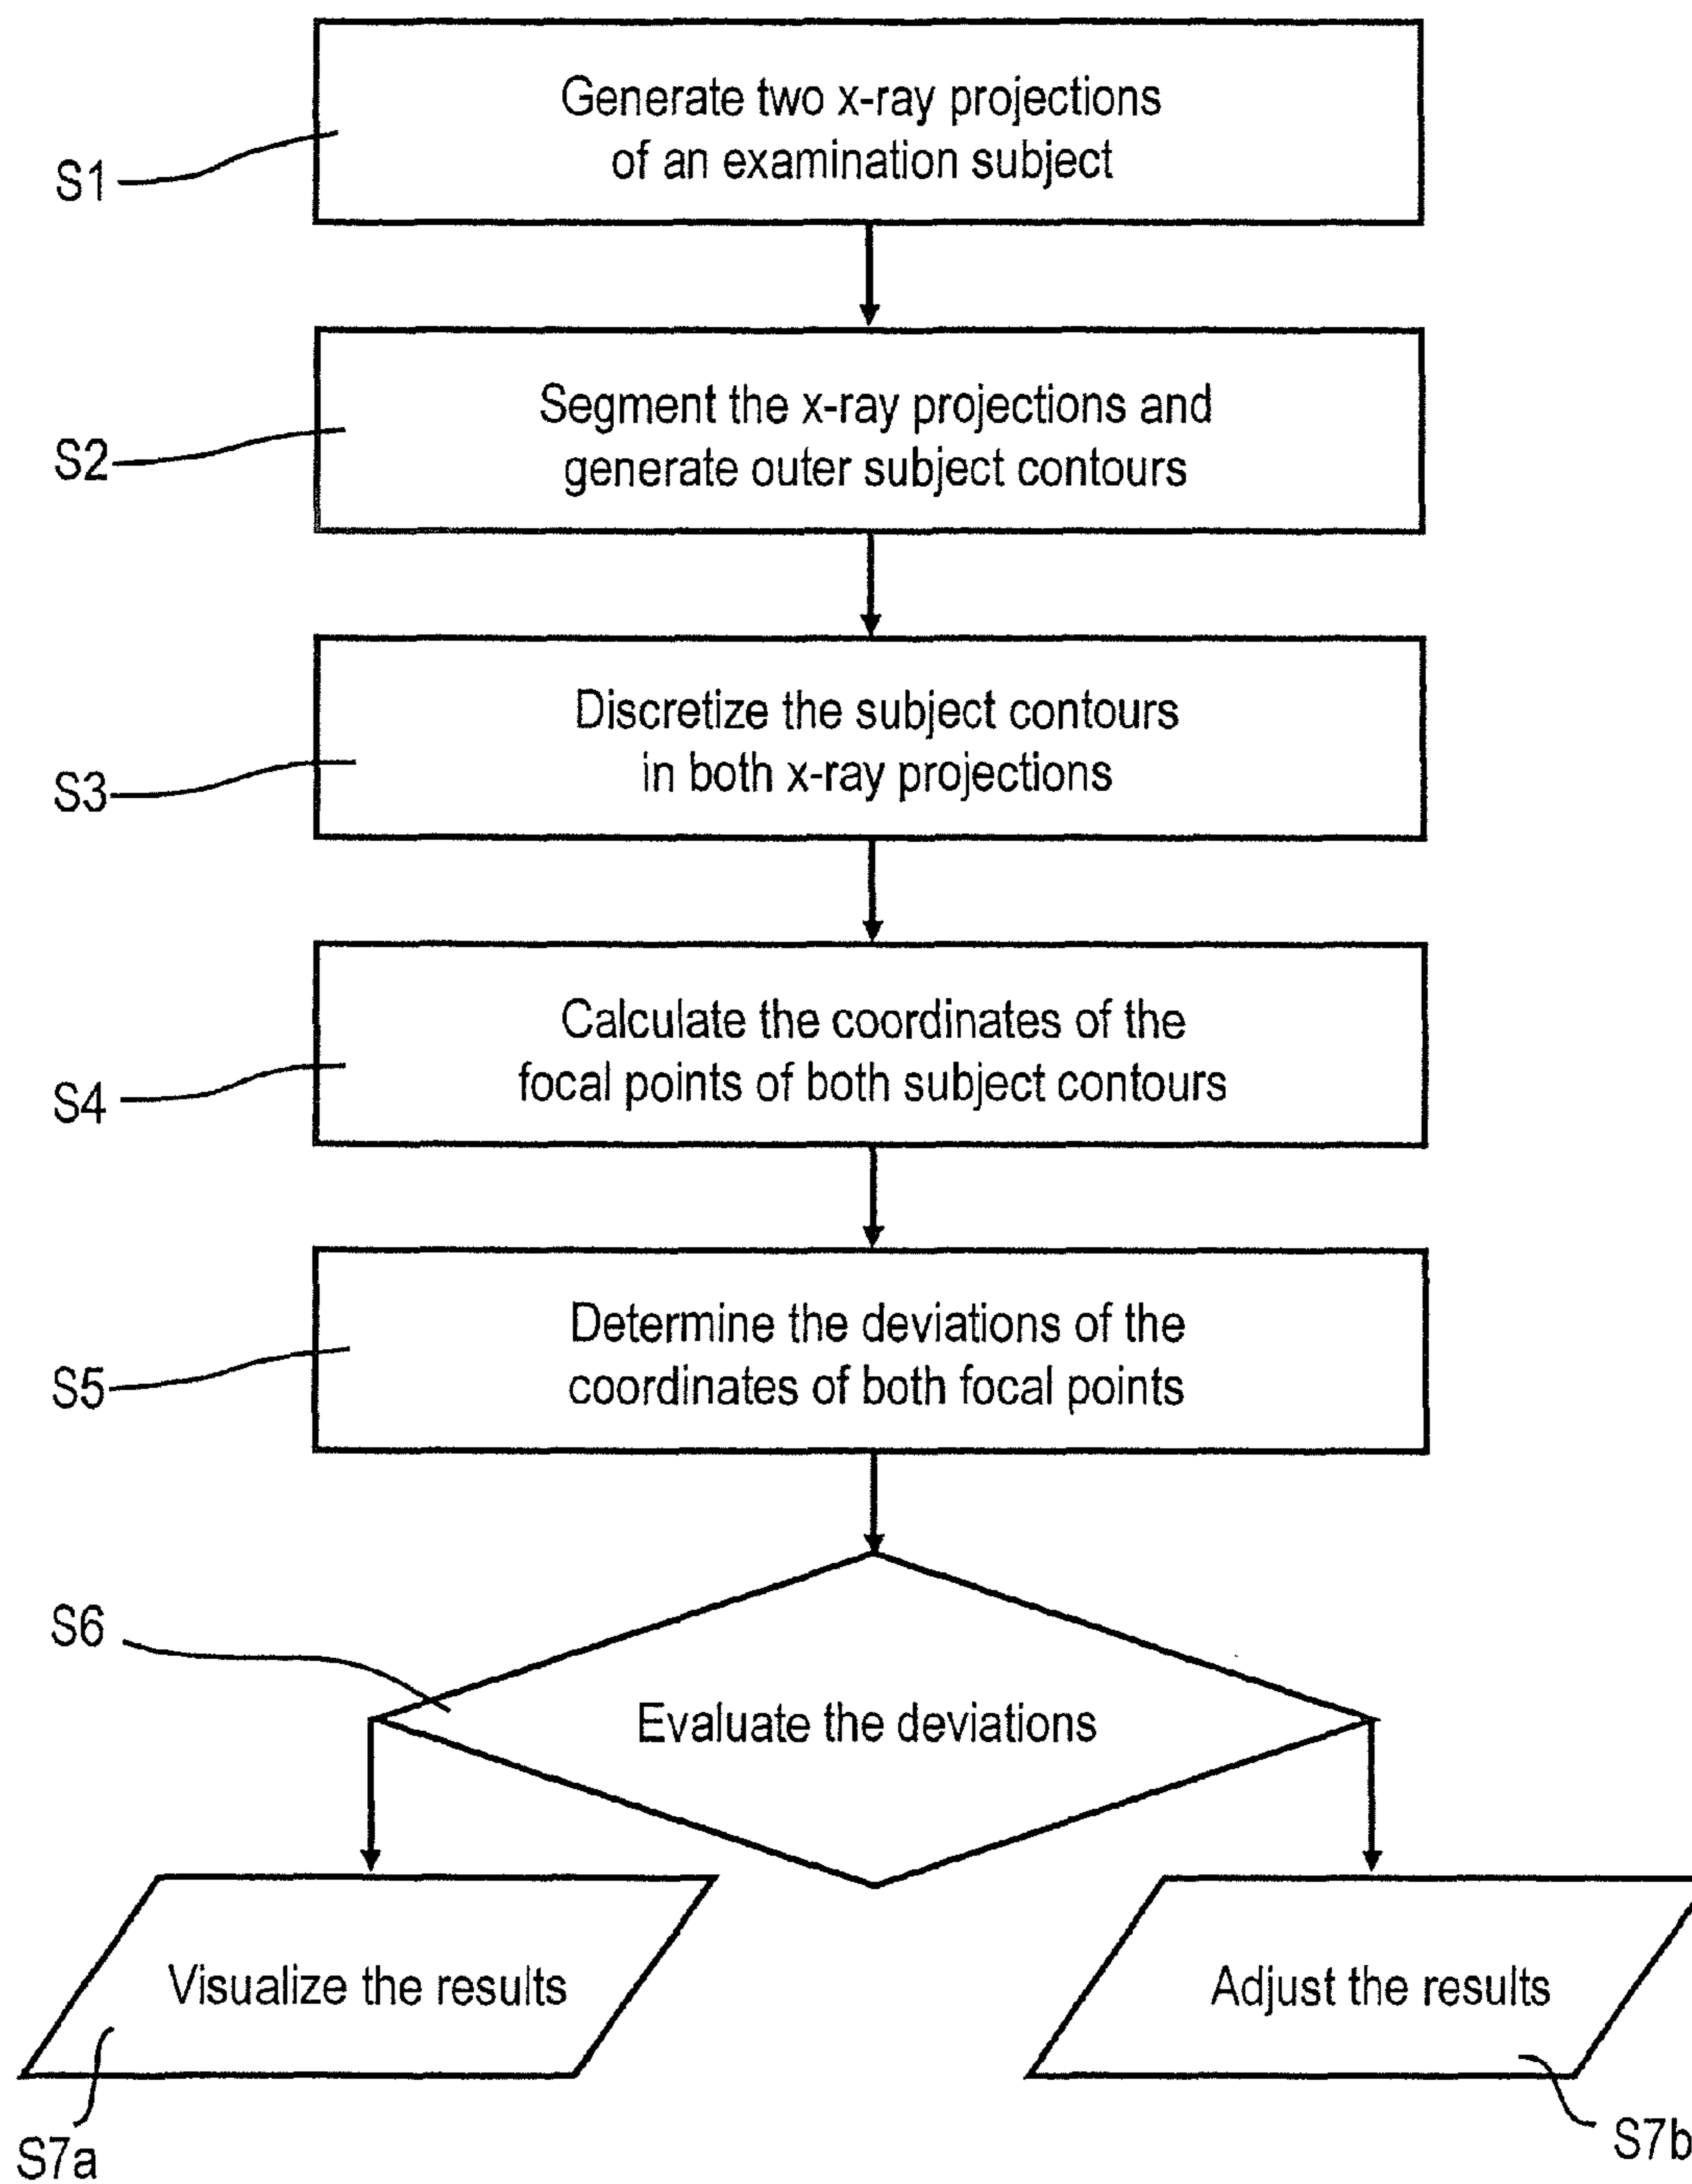 Generate two x-ray projections
of an examination subject
S1
Segment the x-ray projections and
generate outer subject contours
S2
Discretize the subject contours
in both x-ray projections
S3
Calculate the coordinates of the
focal points of both subject contours
S4
Determine the deviations of the
coordinates of both focal points
S5
S6
Evaluate the deviations
Visualize the results
Adjust the results
S7a
S7b